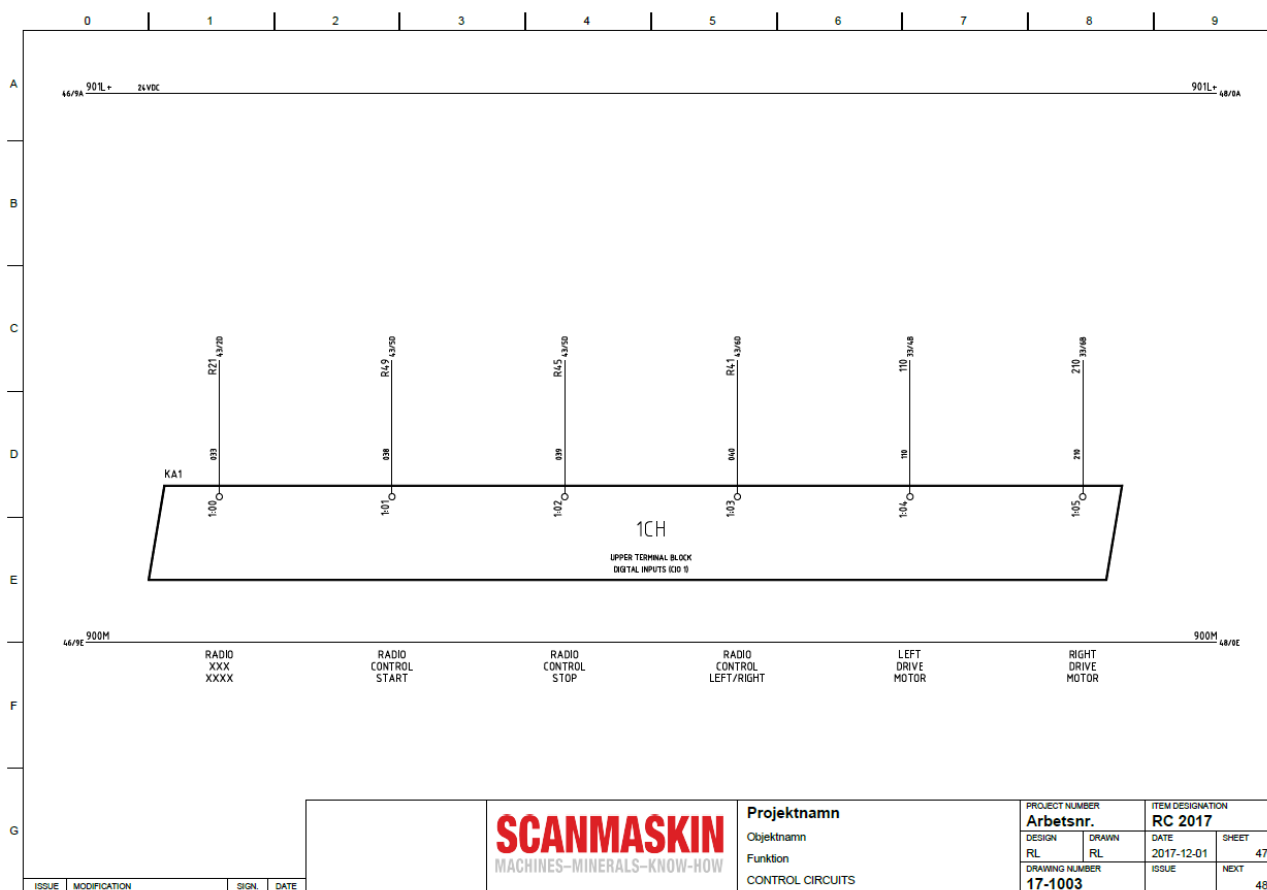 0 1 2 3 4 5 6 7 8 9
A
46/9A 901L+ 24VDC 901L+ 48/0A
B
C
R21 43/2D R49 43/5D R45 43/5D R41 43/6D 110 33/4B 210 33/6B
D
033 038 039 040 110 210
KA1
1:00 1:01 1:02 1:03 1:04 1:05
1CH
UPPER TERMINAL BLOCK
DIGITAL INPUTS (CIO 1)
E
46/9E 900M 900M 48/0E
RADIO
XXX
XXXX
RADIO
CONTROL
START
RADIO
CONTROL
STOP
RADIO
CONTROL
LEFT/RIGHT
LEFT
DRIVE
MOTOR
RIGHT
DRIVE
MOTOR
F
G
ISSUE MODIFICATION SIGN. DATE
SCANMASKIN
MACHINES–MINERALS–KNOW-HOW
Projektnamn
Objektnamn
Funktion
CONTROL CIRCUITS
PROJECT NUMBER
Arbetsnr.
ITEM DESIGNATION
RC 2017
DESIGN DRAWN DATE SHEET
RL RL 2017-12-01 47
DRAWING NUMBER ISSUE NEXT
17-1003 48